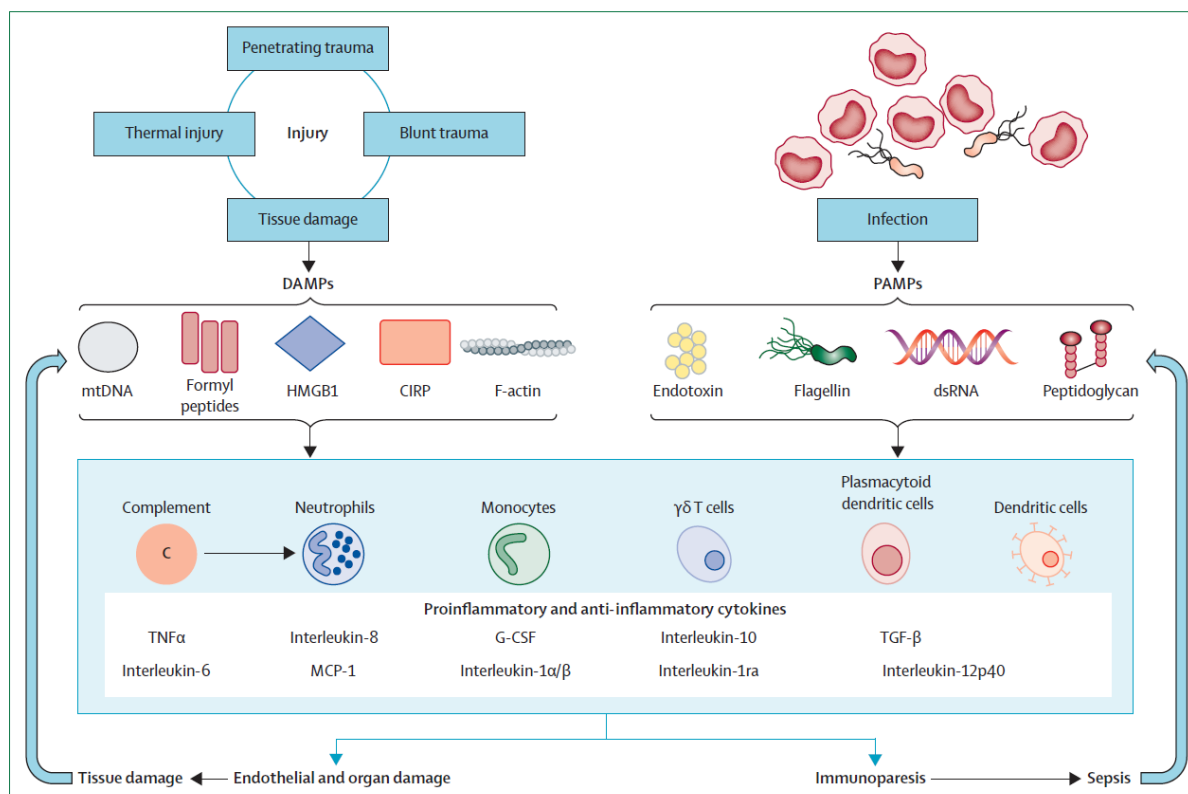 Penetrating trauma
Thermal injury
Injury
Blunt trauma
Tissue damage
Infection
DAMPs
PAMPs
mtDNA
Formyl
peptides
HMGB1
CIRP
F-actin
Endotoxin
Flagellin
dsRNA
Peptidoglycan
Complement
Neutrophils
Monocytes
γδ T cells
Plasmacytoid
dendritic cells
Dendritic cells
C
Proinflammatory and anti-inflammatory cytokines
TNFα
Interleukin-8
G-CSF
Interleukin-10
TGF-β
Interleukin-6
MCP-1
Interleukin-1α/β
Interleukin-1ra
Interleukin-12p40
Tissue damage
Endothelial and organ damage
Immunoparesis
Sepsis